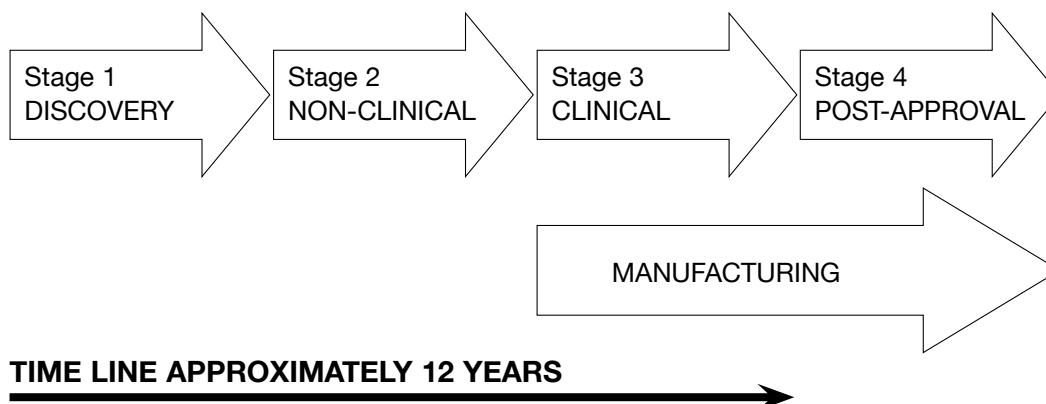 Stage 1
DISCOVERY
Stage 2
NON-CLINICAL
Stage 3
CLINICAL
Stage 4
POST-APPROVAL
MANUFACTURING
TIME LINE APPROXIMATELY 12 YEARS